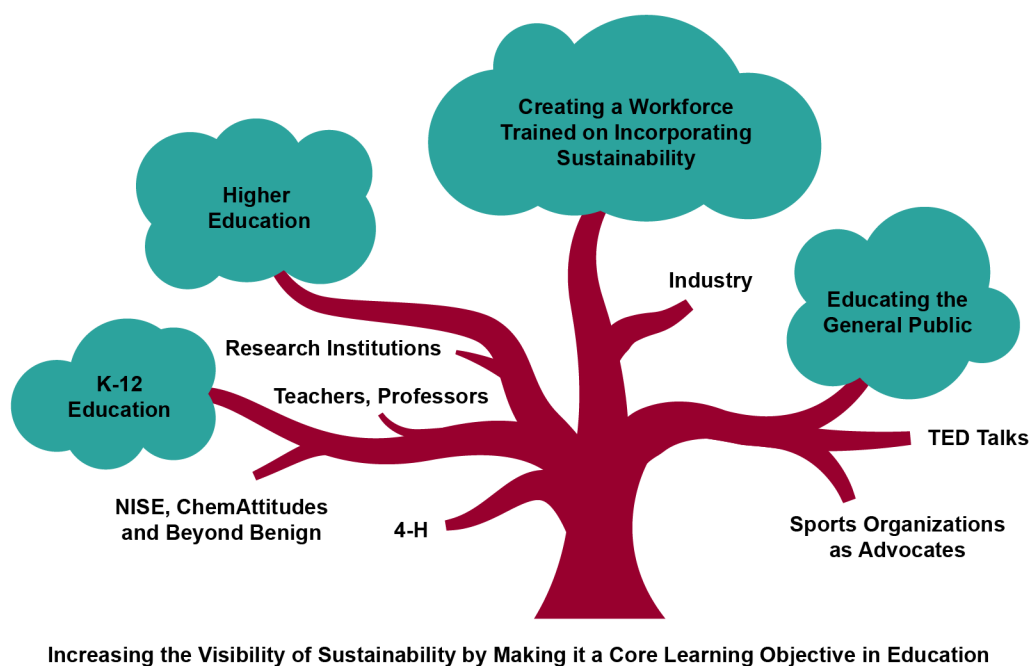 Creating a Workforce
Trained on Incorporating
Sustainability
Higher
Education
Industry
Educating the
General Public
Research Institutions
K-12
Education
Teachers, Professors
TED Talks
NISE, ChemAttitudes
and Beyond Benign
4-H
Sports Organizations
as Advocates
Increasing the Visibility of Sustainability by Making it a Core Learning Objective in Education